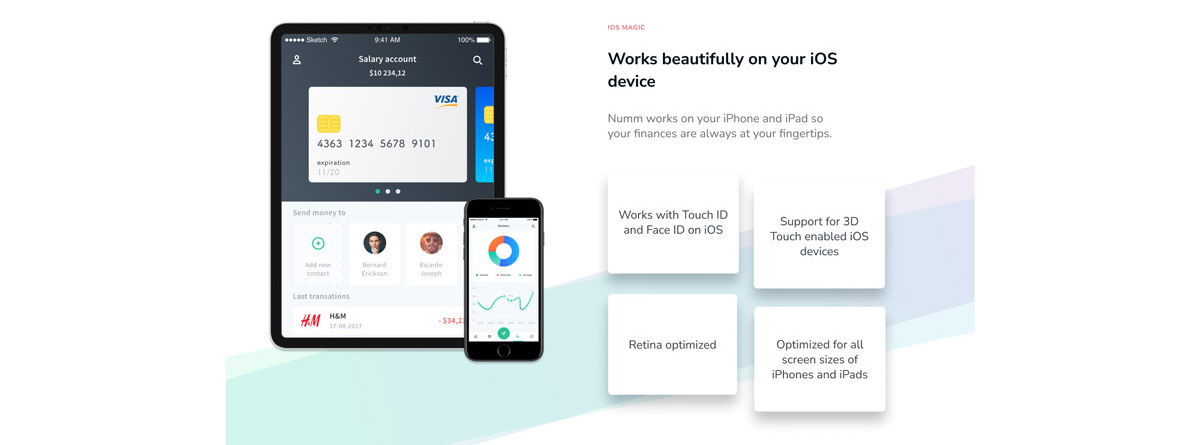 ●●●●● Sketch
9:41 AM
100%
Salary account
$10 234,12
VISA
4363 1234 5678 9101
expiration
11/20
43
exp
11
Send money to
Add new
contact
Bernard
Erickson
Ricardo
Joseph
Last transations
H&M
H&M
17-08-2017
- $34,23
Statistics
IOS MAGIC
Works beautifully on your iOS
device
Numm works on your iPhone and iPad so
your finances are always at your fingertips.
Works with Touch ID
and Face ID on iOS
Support for 3D
Touch enabled iOS
devices
Retina optimized
Optimized for all
screen sizes of
iPhones and iPads